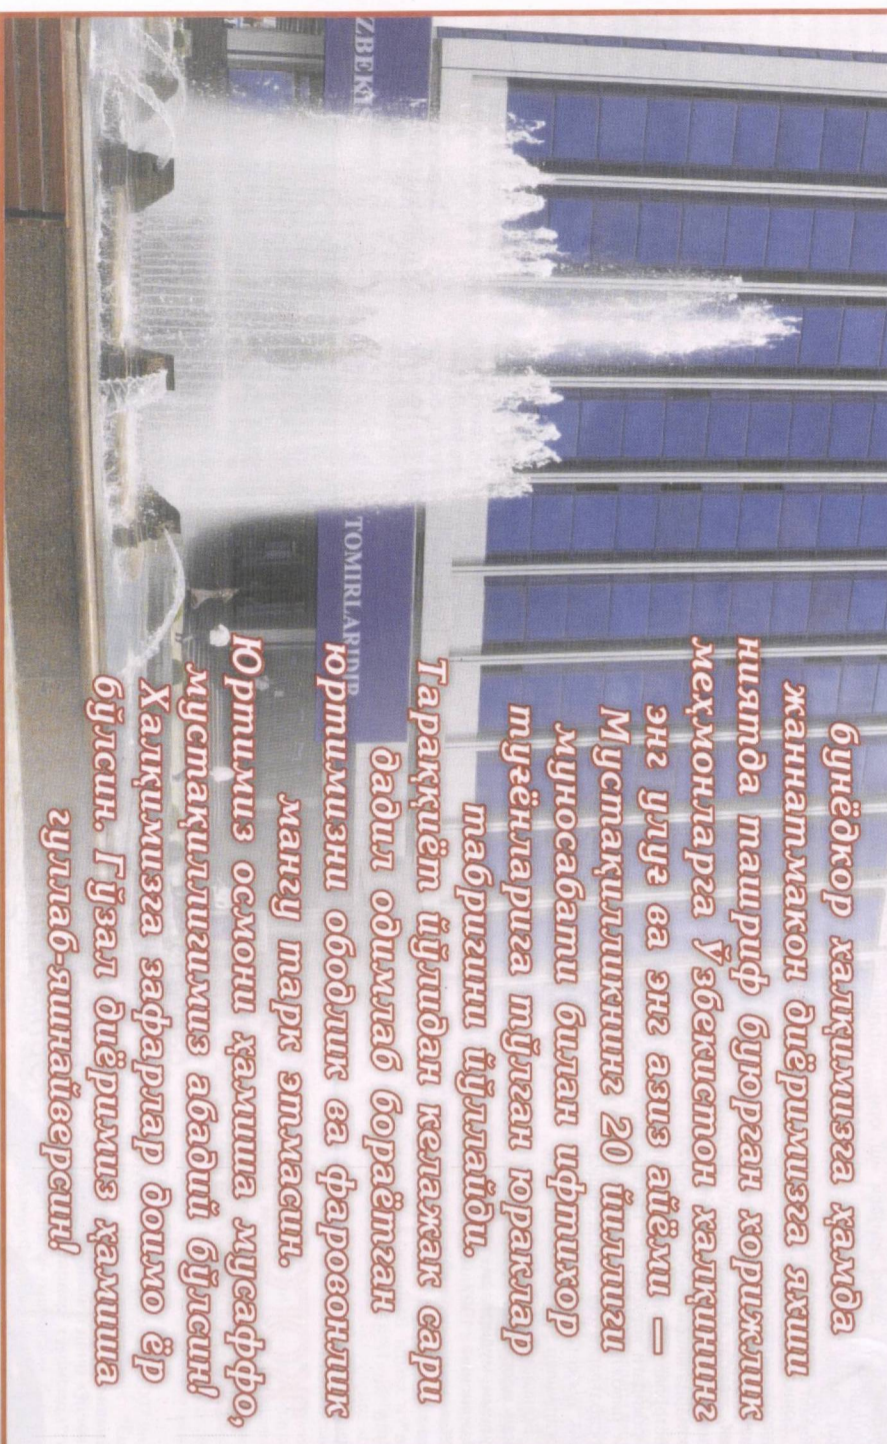 ZBEKIS
TOMIRLARIDIR
бунёдкор халқимизга ҳамда
жаннатмакон диёримизга яхши
ниятда ташриф буюрган хорижлик
меҳмонларга Ўзбекистон халқининг
энг улуғ ва энг азиз айёми —
Мустақилликнинг 20 йиллиги
муносабати билан ифтихор
туғёнларига тўлган юраклар
табригини йўллайди.
Тараққиёт йўлидан келажак сари
дадил одимлаб бораётган
юртимизни ободлик ва фаровонлик
мангу тарк этмасин.
Юртимиз осмони ҳамиша мусаффо,
мустақиллигимиз абадий бўлсин!
Халқимизга зафарлар доимо ёр
бўлсин. Гўзал диёримиз ҳамиша
гуллаб-яшнайверсин!